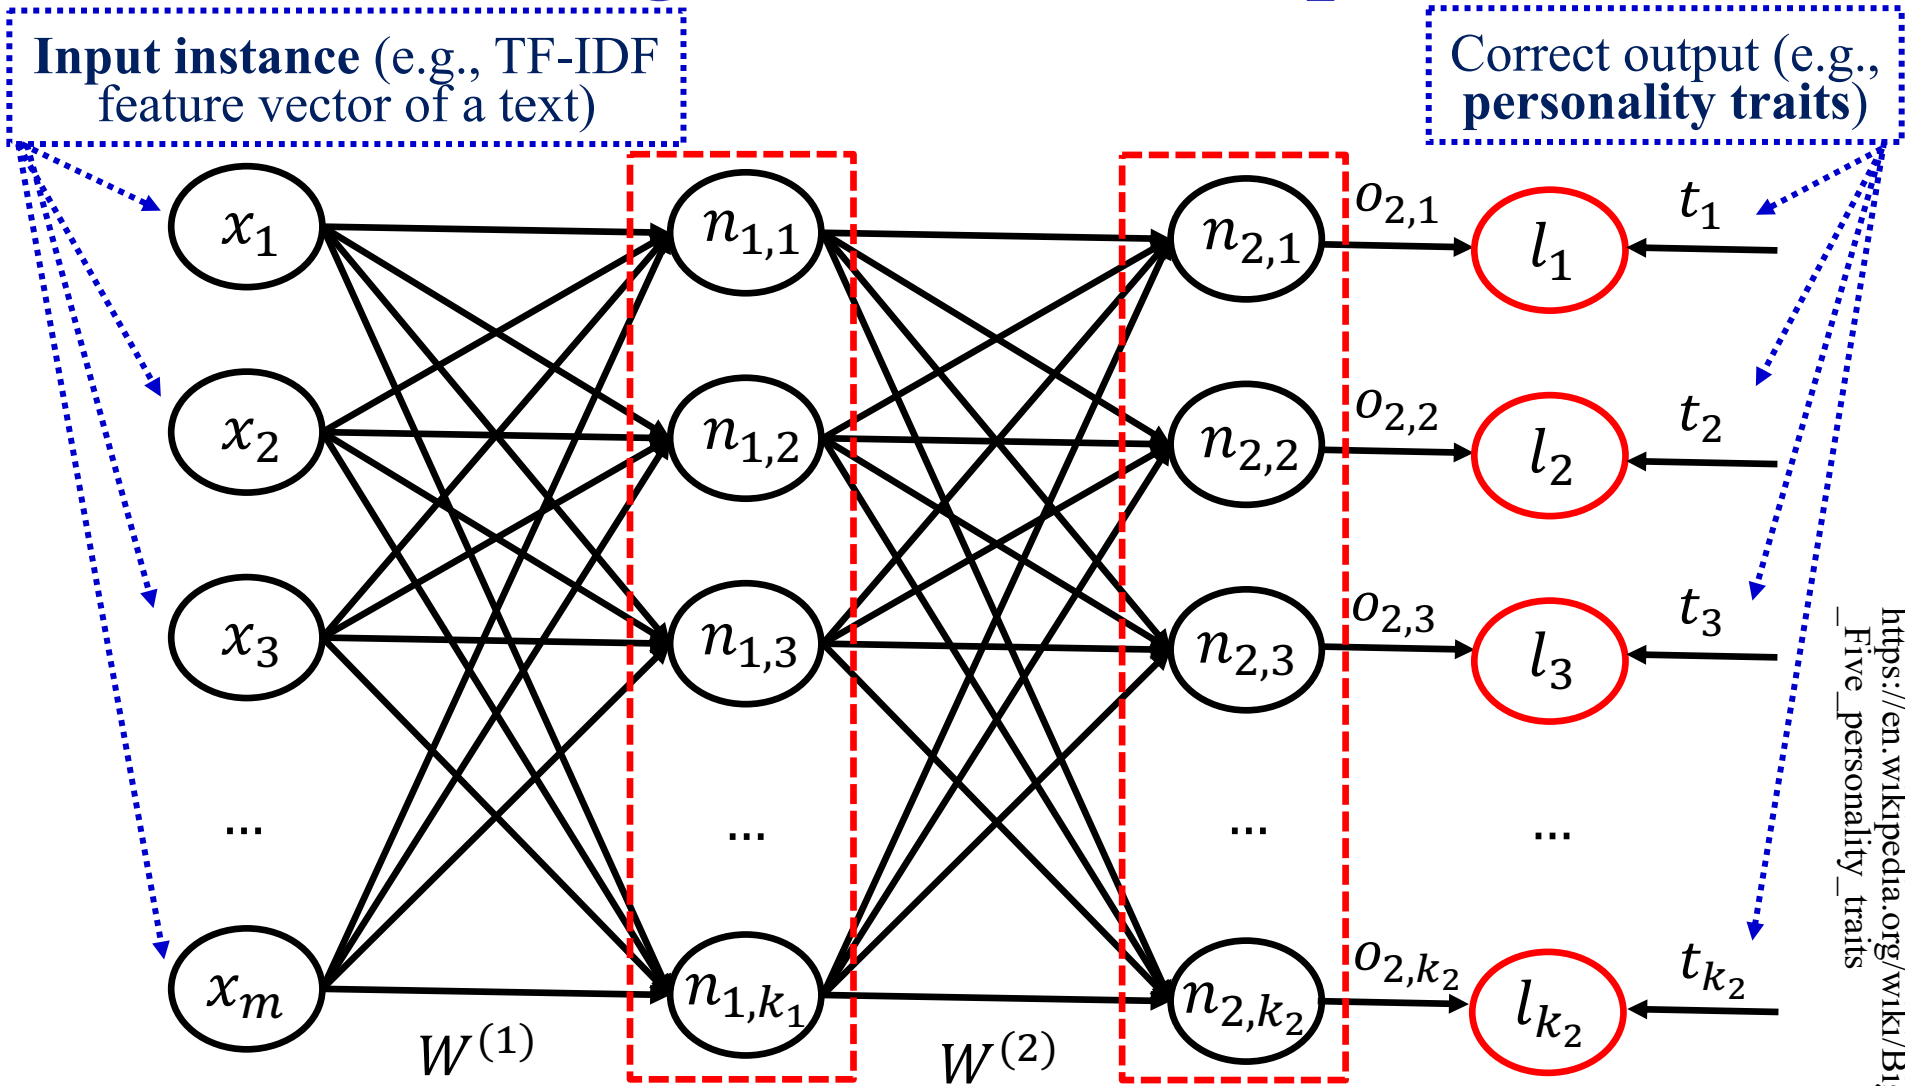 Input instance (e.g., TF-IDF
feature vector of a text)
Correct output (e.g.,
personality traits)
x₁ n₁,₁ n₂,₁ o₂,₁ l₁ t₁
x₂ n₁,₂ n₂,₂ o₂,₂ l₂ t₂
x₃ n₁,₃ n₂,₃ o₂,₃ l₃ t₃
... ... ... ...
xₘ n₁,k₁ n₂,k₂ o₂,k₂ lk₂ tk₂
W⁽¹⁾ W⁽²⁾
https://en.wikipedia.org/wiki/Big
_Five_personality_traits